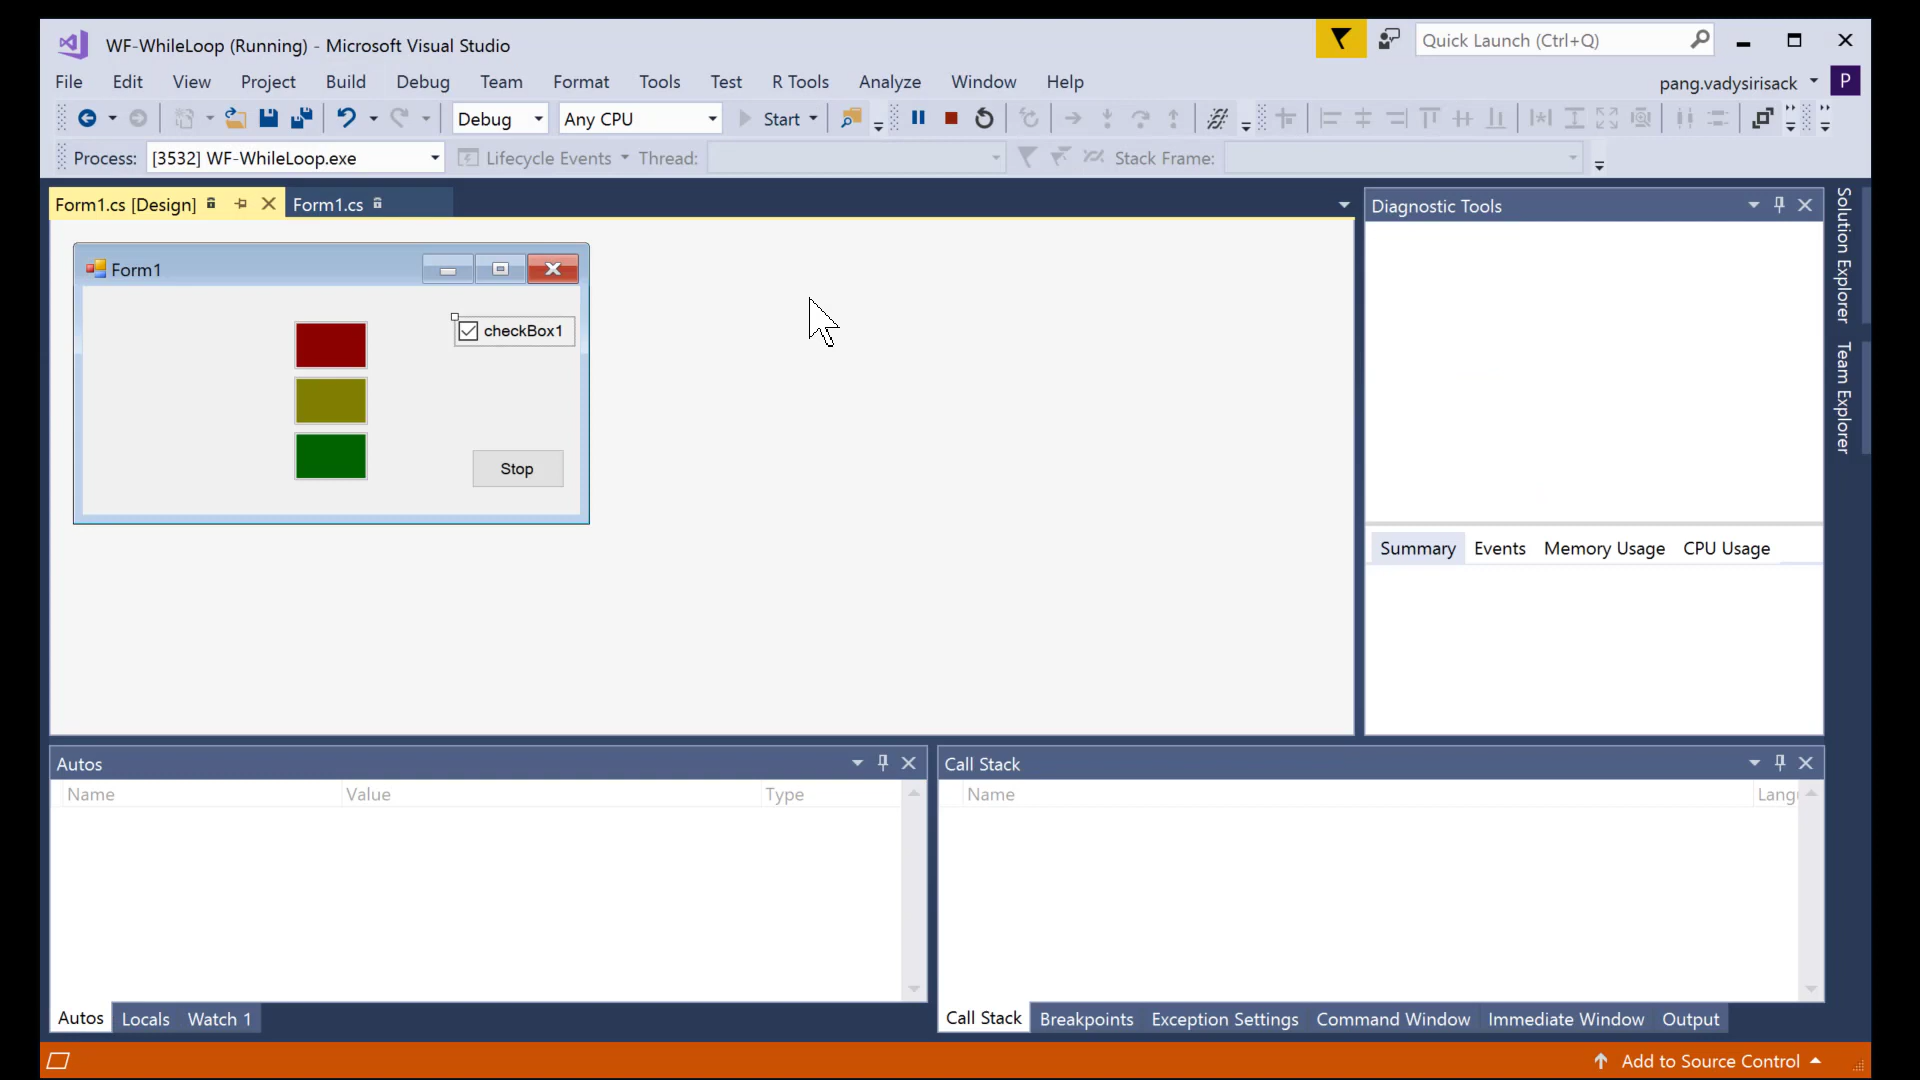 WF-WhileLoop (Running) - Microsoft Visual Studio
Quick Launch (Ctrl+Q)
File Edit View Project Build Debug Team Format Tools Test R Tools Analyze Window Help
pang.vadysirisack P
Debug Any CPU Start
Process: [3532] WF-WhileLoop.exe Lifecycle Events Thread: Stack Frame:
Form1.cs [Design] Form1.cs
Diagnostic Tools
Solution Explorer
Team Explorer
Form1
checkBox1
Stop
Summary Events Memory Usage CPU Usage
Autos
Name Value Type
Call Stack
Name Lang
Autos Locals Watch 1
Call Stack Breakpoints Exception Settings Command Window Immediate Window Output
Add to Source Control